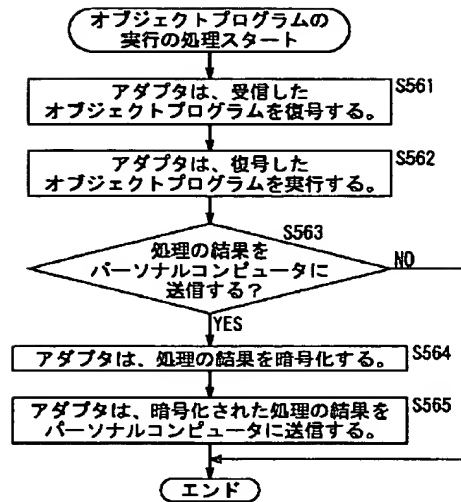 オブジェクトプログラムの
実行の処理スタート
S561
アダプタは、受信した
オブジェクトプログラムを復号する。
S562
アダプタは、復号した
オブジェクトプログラムを実行する。
S563
処理の結果を
パーソナルコンピュータに
送信する？
NO
YES
アダプタは、処理の結果を暗号化する。
S564
アダプタは、暗号化された処理の結果を
パーソナルコンピュータに送信する。
S565
エンド